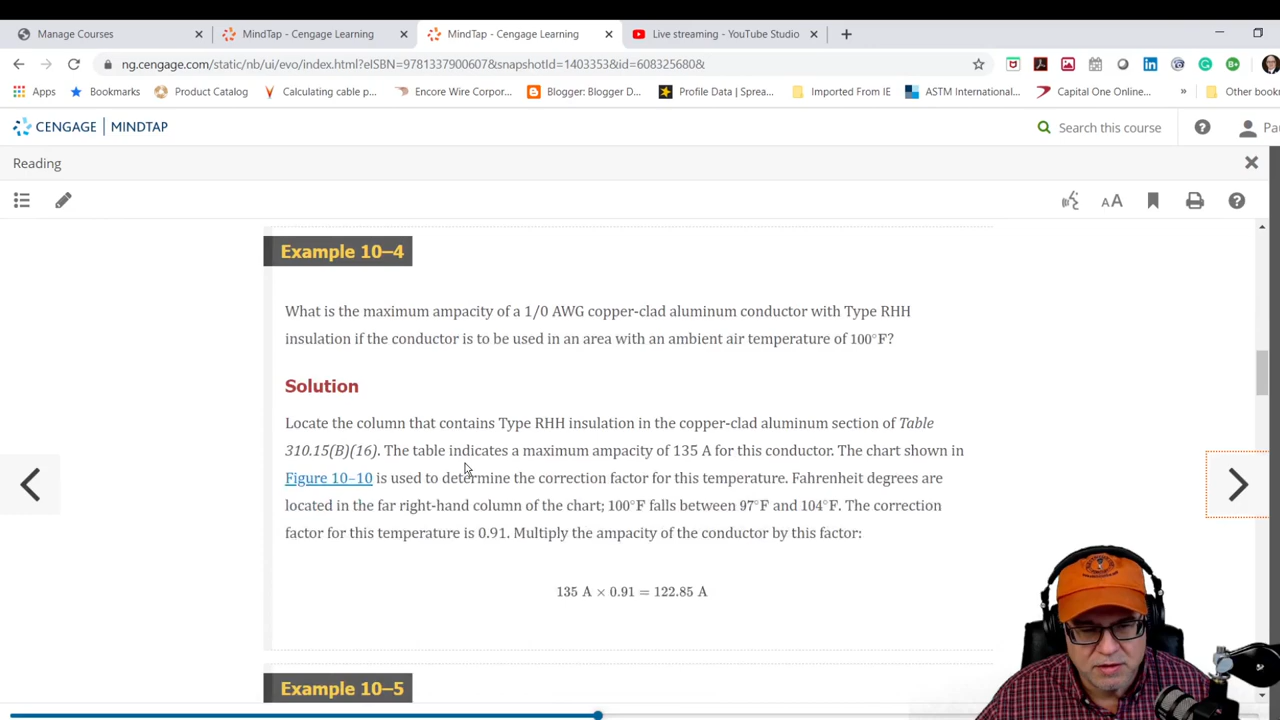 Manage Courses
MindTap - Cengage Learning
MindTap - Cengage Learning
Live streaming - YouTube Studio
ng.cengage.com/static/nb/ui/evo/index.html?eISBN=9781337900607&snapshotId=1403353&id=608325680&
Apps
Bookmarks
Product Catalog
Calculating cable p...
Encore Wire Corpor...
Blogger: Blogger D...
Profile Data (Sprea...
Imported From IE
ASTM International...
Capital One Online...
»
Other book
CENGAGE | MINDTAP
Search this course
Pa
Reading
AA
Example 10–4
What is the maximum ampacity of a 1/0 AWG copper-clad aluminum conductor with Type RHH
insulation if the conductor is to be used in an area with an ambient air temperature of 100°F?
Solution
Locate the column that contains Type RHH insulation in the copper-clad aluminum section of Table
310.15(B)(16). The table indicates a maximum ampacity of 135 A for this conductor. The chart shown in
Figure 10–10 is used to determine the correction factor for this temperature. Fahrenheit degrees are
located in the far right-hand column of the chart; 100°F falls between 97°F and 104°F. The correction
factor for this temperature is 0.91. Multiply the ampacity of the conductor by this factor:
135 A × 0.91 = 122.85 A
Example 10–5